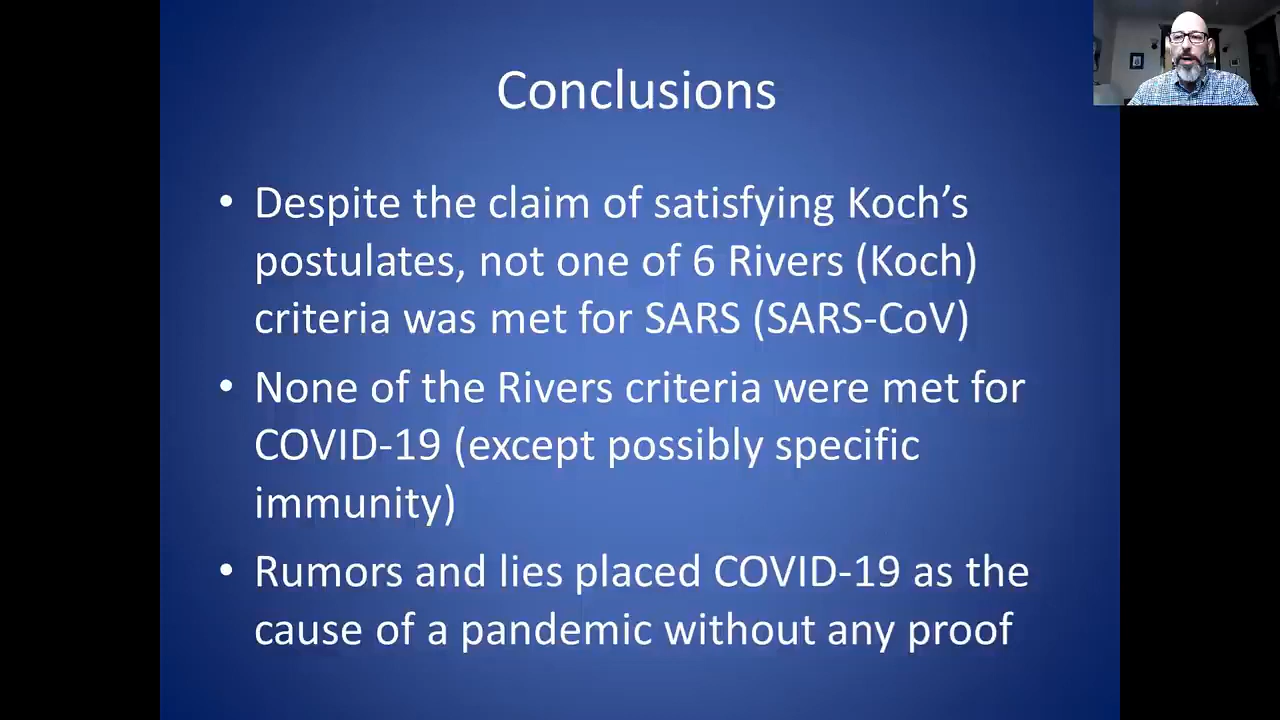 Conclusions
• Despite the claim of satisfying Koch’s
postulates, not one of 6 Rivers (Koch)
criteria was met for SARS (SARS-CoV)
• None of the Rivers criteria were met for
COVID-19 (except possibly specific
immunity)
• Rumors and lies placed COVID-19 as the
cause of a pandemic without any proof